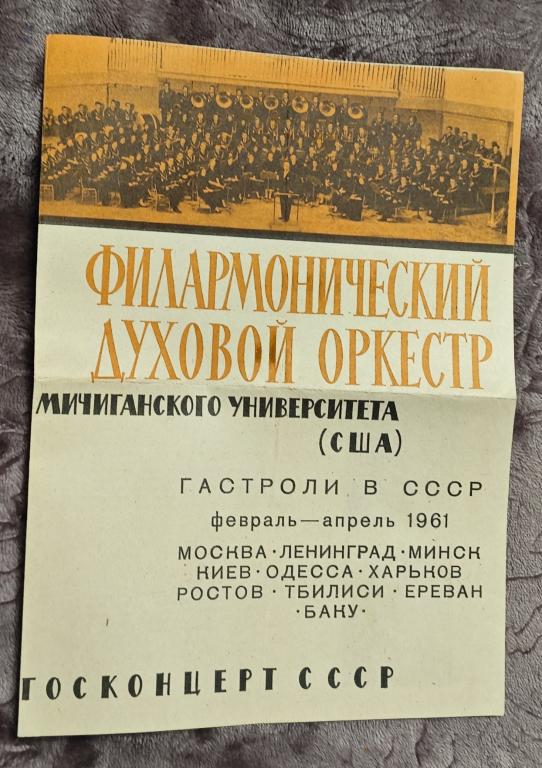 ФИЛАРМОНИЧЕСКИЙ
ДУХОВОЙ ОРКЕСТР
МИЧИГАНСКОГО УНИВЕРСИТЕТА
(США)
ГАСТРОЛИ В СССР
февраль—апрель 1961
МОСКВА·ЛЕНИНГРАД·МИНСК
КИЕВ·ОДЕССА·ХАРЬКОВ
РОСТОВ·ТБИЛИСИ·ЕРЕВАН
·БАКУ·
ГОСКОНЦЕРТ СССР